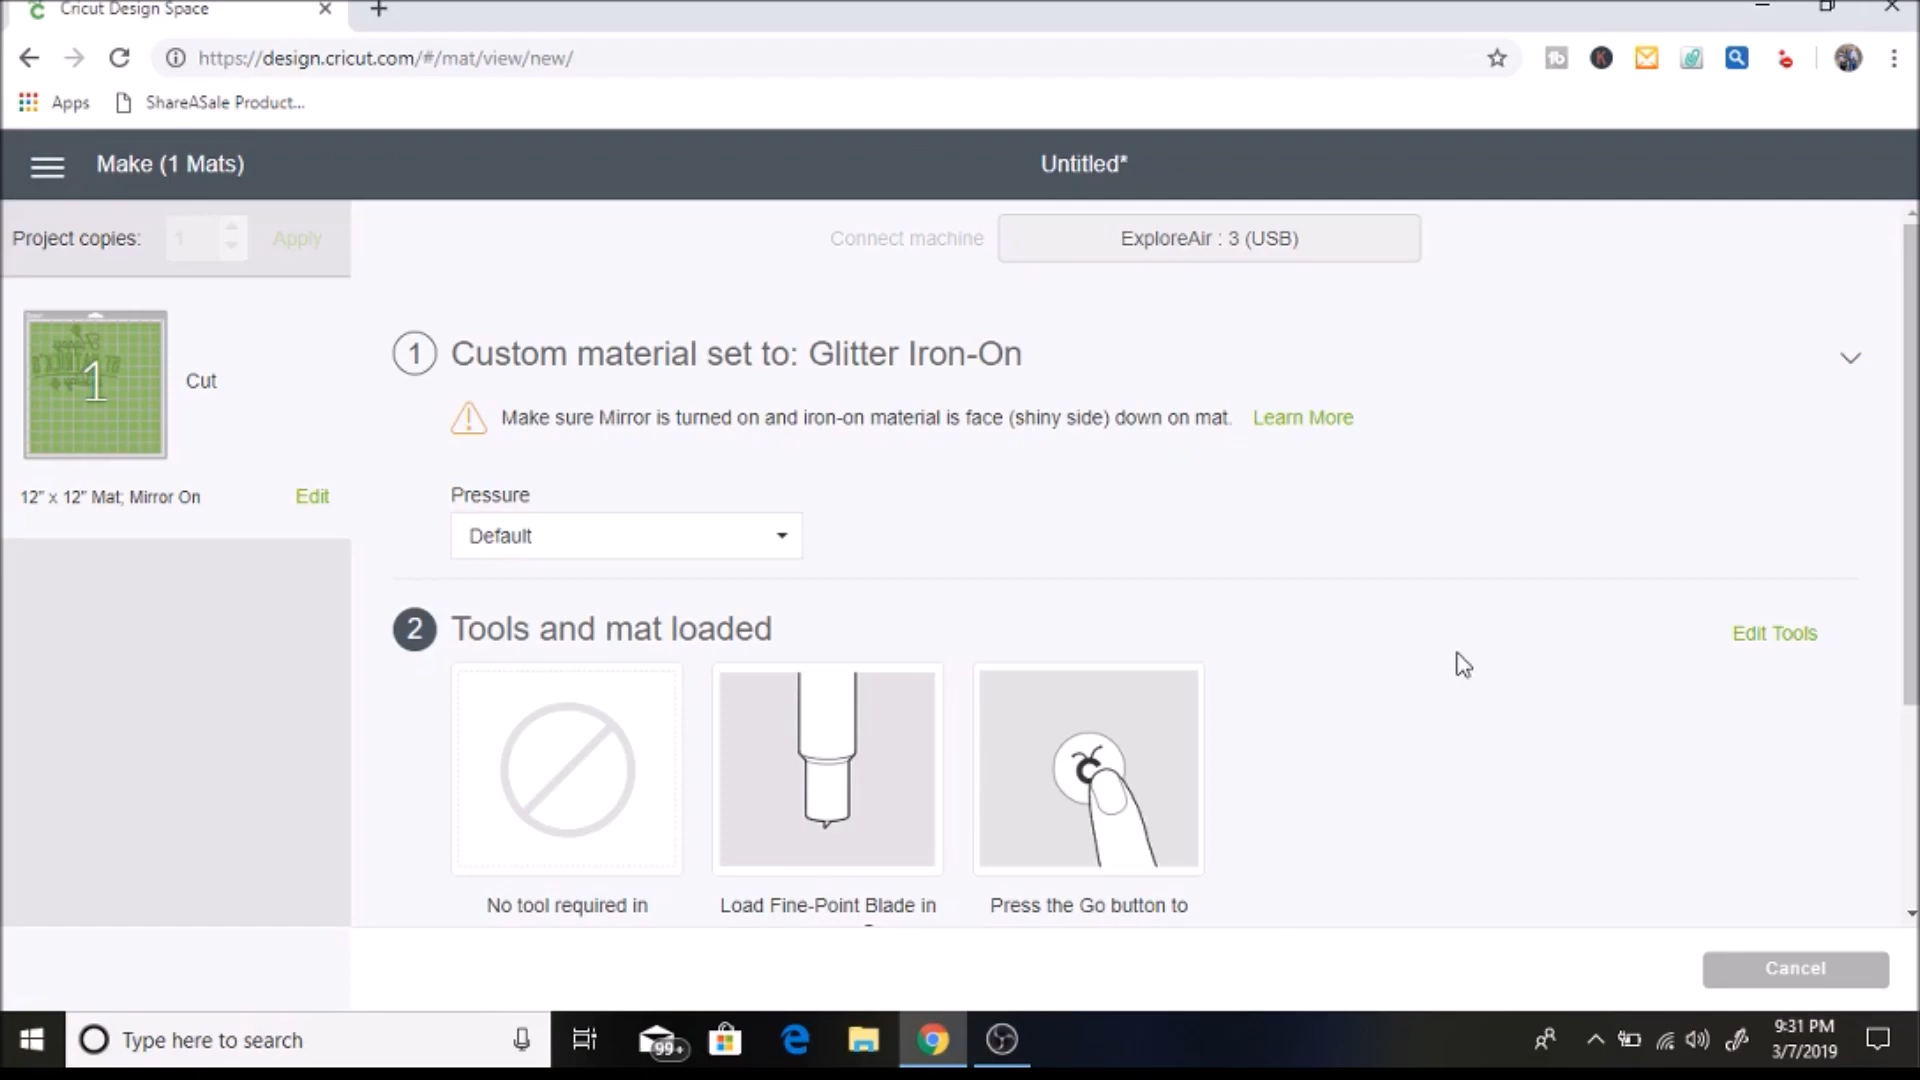 Cricut Design Space
https://design.cricut.com/#/mat/view/new/
Apps
ShareASale Product...
Make (1 Mats)
Untitled*
Project copies: 1 Apply
Connect machine
ExploreAir : 3 (USB)
1
Cut
12" x 12" Mat; Mirror On
Edit
1 Custom material set to: Glitter Iron-On
Make sure Mirror is turned on and iron-on material is face (shiny side) down on mat. Learn More
Pressure
Default
2 Tools and mat loaded
Edit Tools
No tool required in
Load Fine-Point Blade in
Press the Go button to
Cancel
Type here to search
99+
9:31 PM
3/7/2019